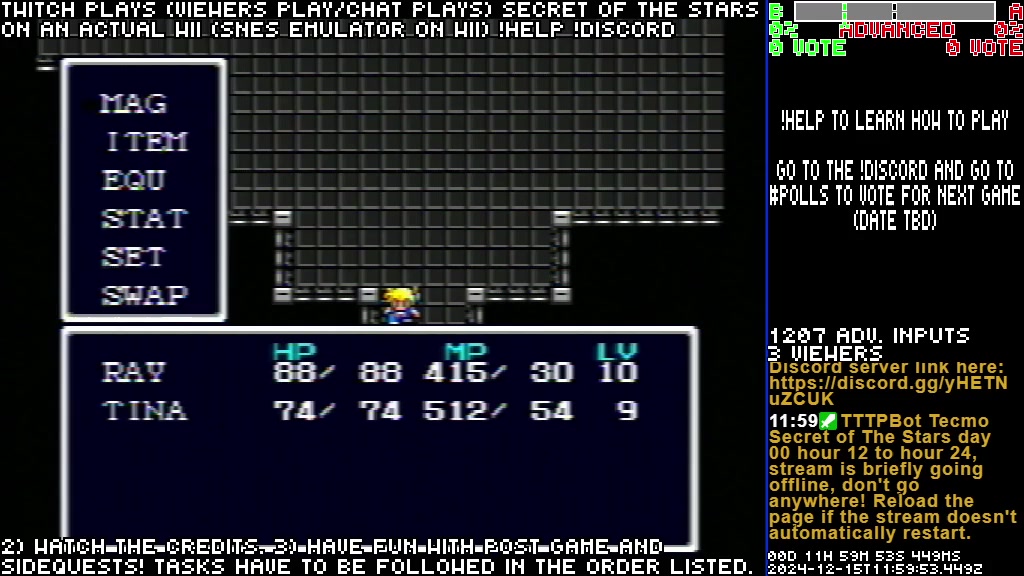 TWITCH PLAYS (VIEWERS PLAY/CHAT PLAYS) SECRET OF THE STARS
ON AN ACTUAL WII (SNES EMULATOR ON WII) !HELP !DISCORD
MAG
ITEM
EQU
STAT
SET
SWAP
HP MP LV
RAY 88/ 88 415/ 30 10
TINA 74/ 74 512/ 54 9
2) WATCH THE CREDITS. 3) HAVE FUN WITH POST GAME AND
SIDEQUESTS! TASKS HAVE TO BE FOLLOWED IN THE ORDER LISTED.
B A
0% ADVANCED 0%
0 VOTE 0 VOTE
!HELP TO LEARN HOW TO PLAY
GO TO THE !DISCORD AND GO TO
#POLLS TO VOTE FOR NEXT GAME
(DATE TBD)
1207 ADV. INPUTS
3 VIEWERS
Discord server link here:
https://discord.gg/yHETN
uZCUK
11:59 TTTPBot Tecmo
Secret of The Stars day
00 hour 12 to hour 24,
stream is briefly going
offline, don't go
anywhere! Reload the
page if the stream doesn't
automatically restart.
00D 11H 59M 53S 449MS
2024-12-15T11:59:53.449Z